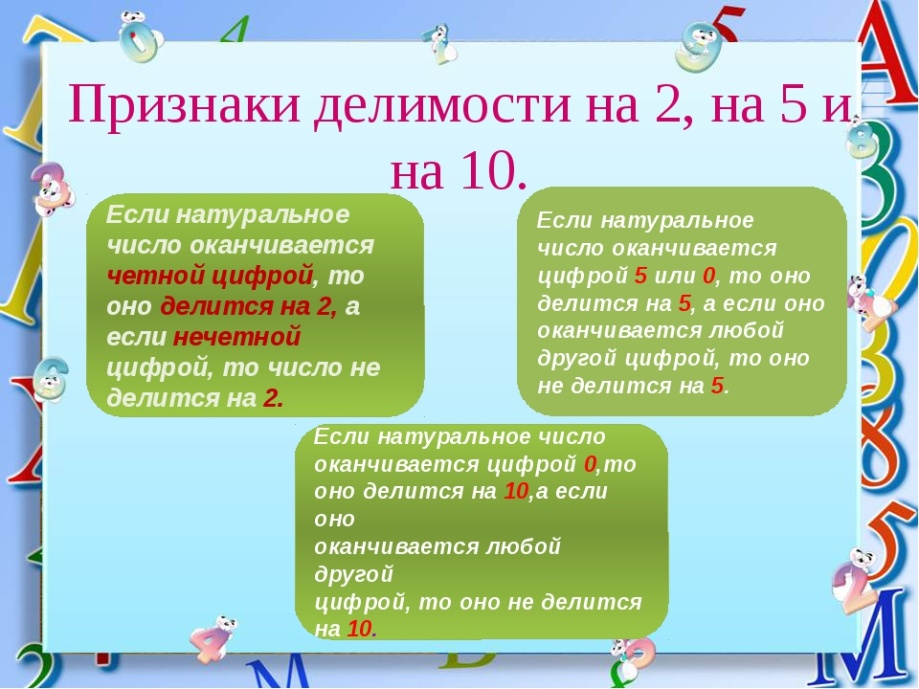 Признаки делимости на 2, на 5 и
на 10.
Если натуральное
число оканчивается
четной цифрой, то
оно делится на 2, а
если нечетной
цифрой, то число не
делится на 2.
Если натуральное
число оканчивается
цифрой 5 или 0, то оно
делится на 5, а если оно
оканчивается любой
другой цифрой, то оно
не делится на 5.
Если натуральное число
оканчивается цифрой 0,то
оно делится на 10,а если
оно
оканчивается любой
другой
цифрой, то оно не делится
на 10.